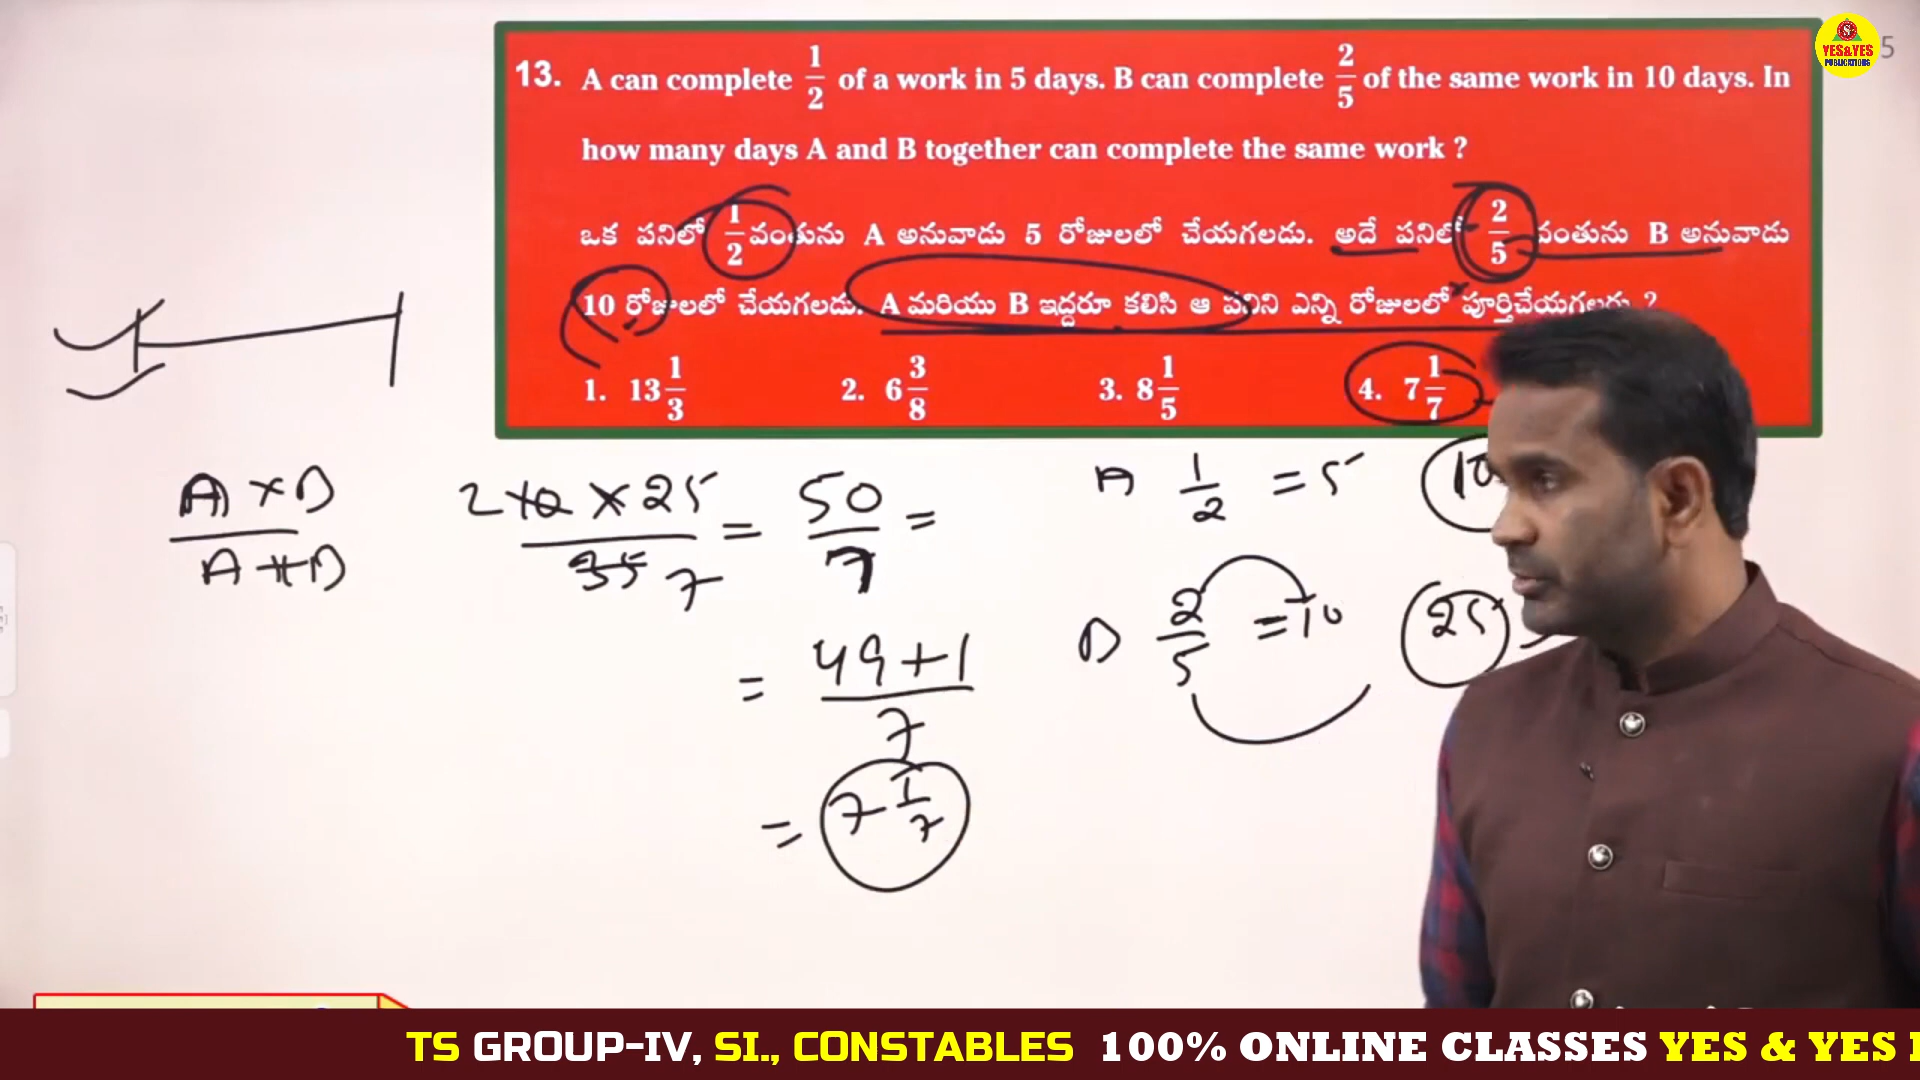 13. A can complete 1/2 of a work in 5 days. B can complete 2/5 of the same work in 10 days. In
how many days A and B together can complete the same work ?
ఒక పనిలో 1/2 వంతును A అనువాడు 5 రోజులలో చేయగలడు. అదే పనిలో 2/5 వంతును B అనువాడు
10 రోజులలో చేయగలడు. A మరియు B ఇద్దరూ కలిసి ఆ పనిని ఎన్ని రోజులలో పూర్తిచేయగలరు ?
1. 13 1/3 2. 6 3/8 3. 8 1/5 4. 7 1/7
YES&YES
PUBLICATIONS
5
A × B
A + B
2 10 × 25 / 35 7 = 50/7 =
= 49+1 / 7
= 7 1/7
A 1/2 = 5 10
B 2/5 = 10 25
TS GROUP-IV, SI., CONSTABLES 100% ONLINE CLASSES YES & YES